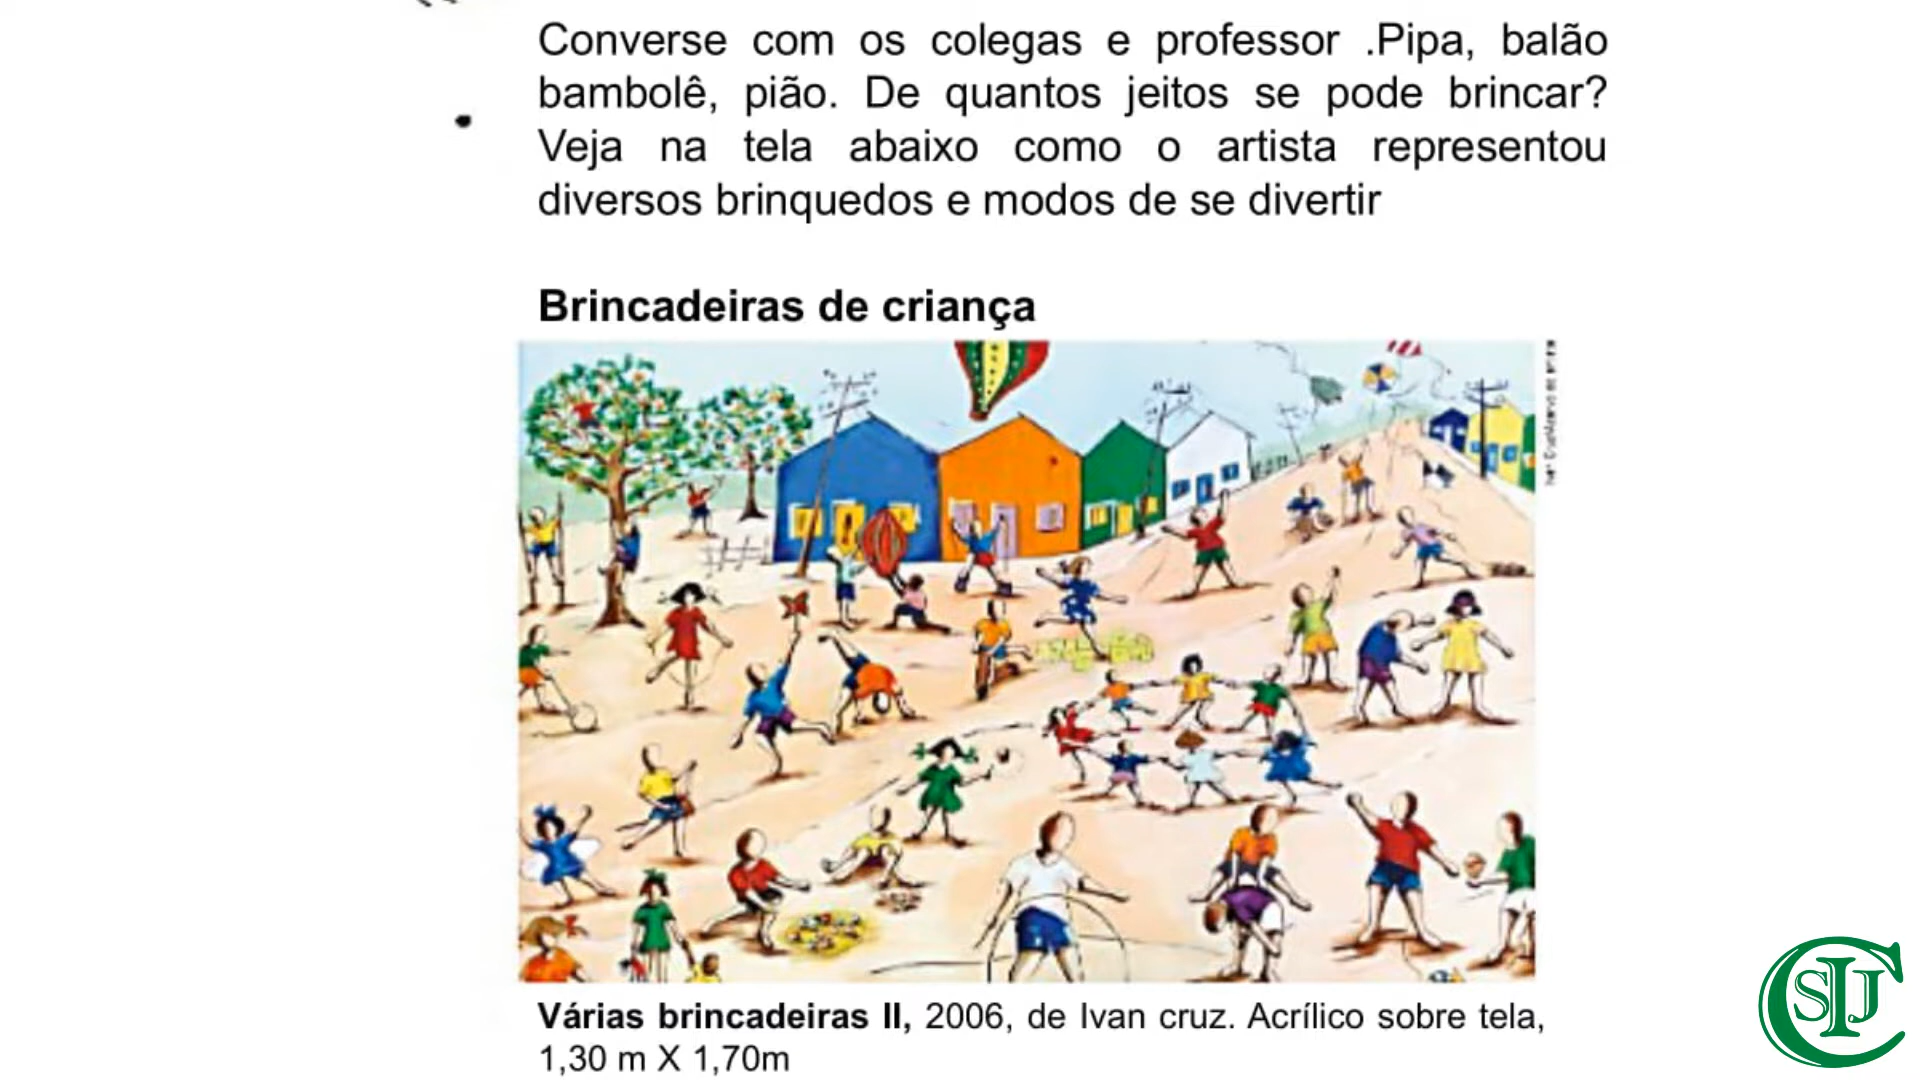 Converse com os colegas e professor .Pipa, balão
bambolê, pião. De quantos jeitos se pode brincar?
Veja na tela abaixo como o artista representou
diversos brinquedos e modos de se divertir
Brincadeiras de criança
Várias brincadeiras II, 2006, de Ivan cruz. Acrílico sobre tela,
1,30 m X 1,70m